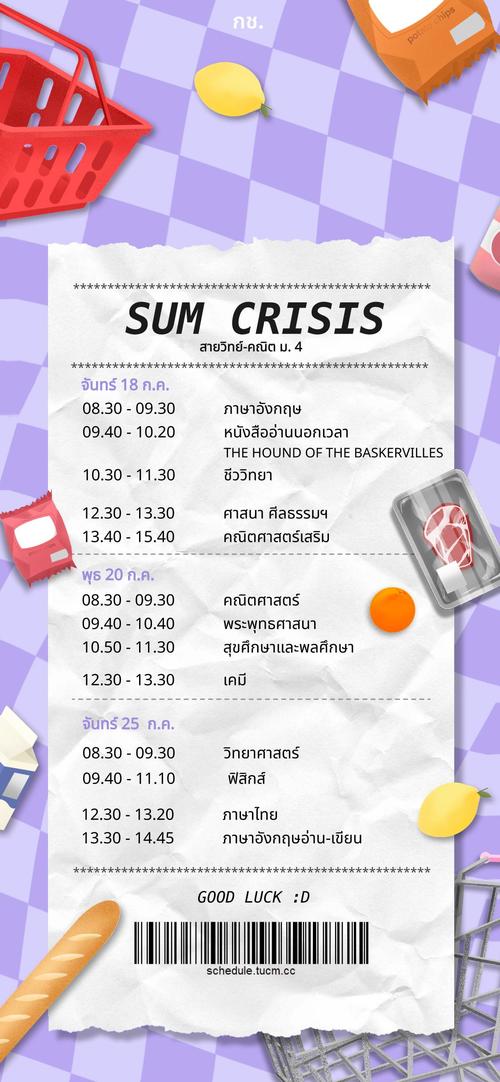 กช.
potato chips
*****************************************************
SUM CRISIS
สายวิทย์-คณิต ม. 4
*****************************************************
จันทร์ 18 ก.ค.
08.30 - 09.30 ภาษาอังกฤษ
09.40 - 10.20 หนังสืออ่านนอกเวลา
THE HOUND OF THE BASKERVILLES
10.30 - 11.30 ชีววิทยา
12.30 - 13.30 ศาสนา ศีลธรรมฯ
13.40 - 15.40 คณิตศาสตร์เสริม
พุธ 20 ก.ค.
08.30 - 09.30 คณิตศาสตร์
09.40 - 10.40 พระพุทธศาสนา
10.50 - 11.30 สุขศึกษาและพลศึกษา
12.30 - 13.30 เคมี
จันทร์ 25 ก.ค.
08.30 - 09.30 วิทยาศาสตร์
09.40 - 11.10 ฟิสิกส์
12.30 - 13.20 ภาษาไทย
13.30 - 14.45 ภาษาอังกฤษอ่าน-เขียน
*****************************************************
GOOD LUCK :D
schedule.tucm.cc